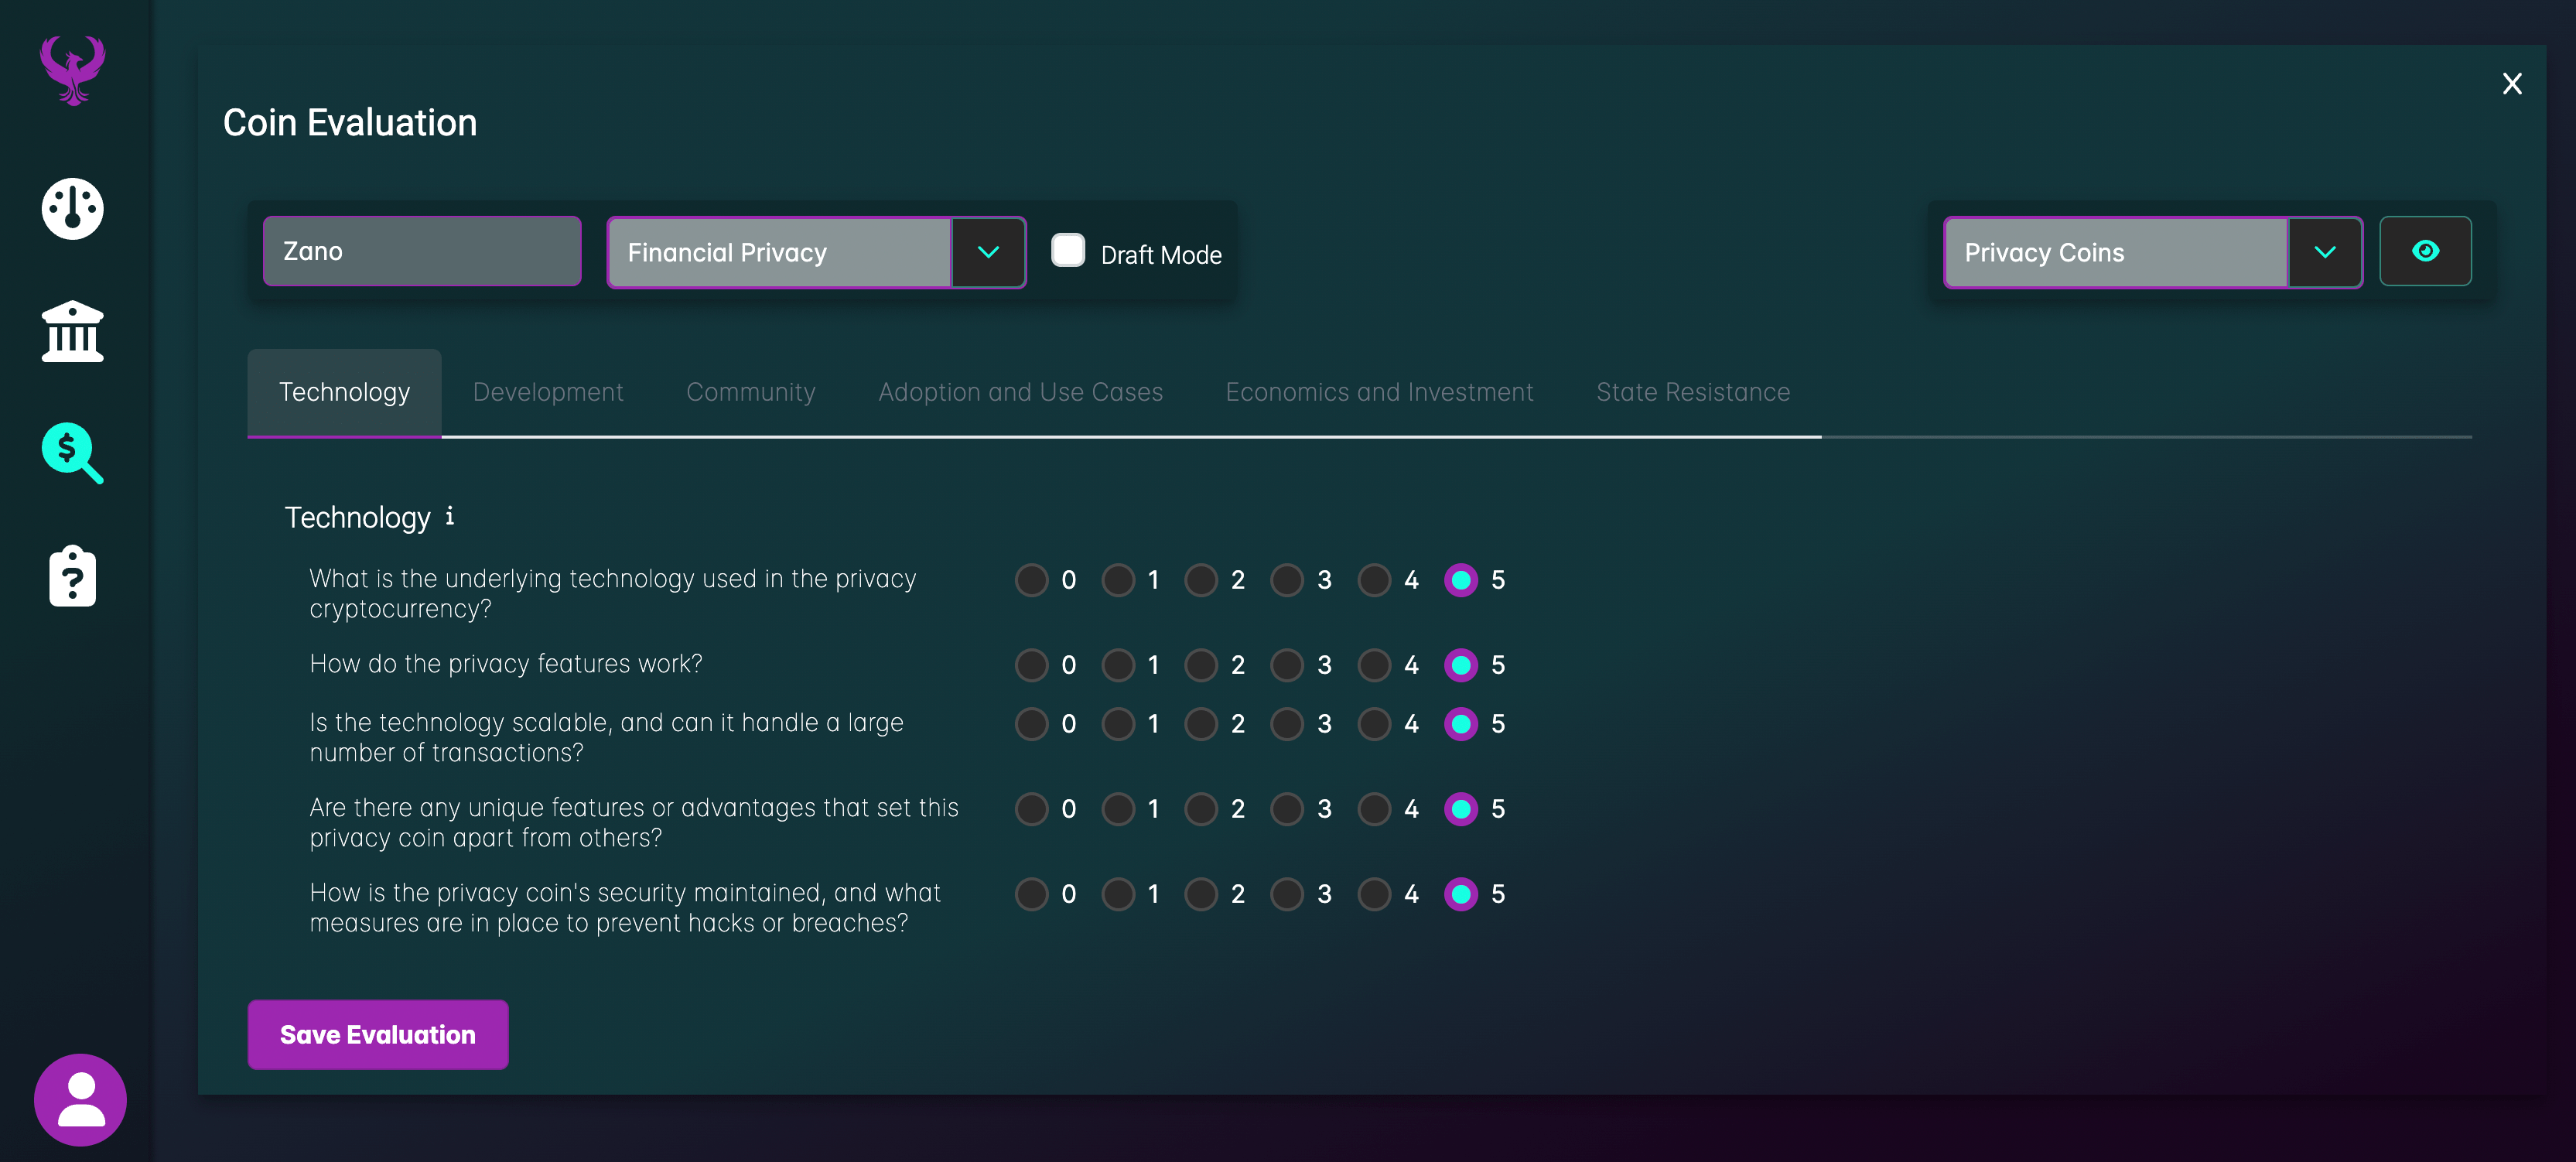 X
Coin Evaluation
Zano
Financial Privacy
Draft Mode
Privacy Coins
Technology
Development
Community
Adoption and Use Cases
Economics and Investment
State Resistance
Technology i
What is the underlying technology used in the privacy
cryptocurrency?
0 1 2 3 4 5
How do the privacy features work?
0 1 2 3 4 5
Is the technology scalable, and can it handle a large
number of transactions?
0 1 2 3 4 5
Are there any unique features or advantages that set this
privacy coin apart from others?
0 1 2 3 4 5
How is the privacy coin's security maintained, and what
measures are in place to prevent hacks or breaches?
0 1 2 3 4 5
Save Evaluation